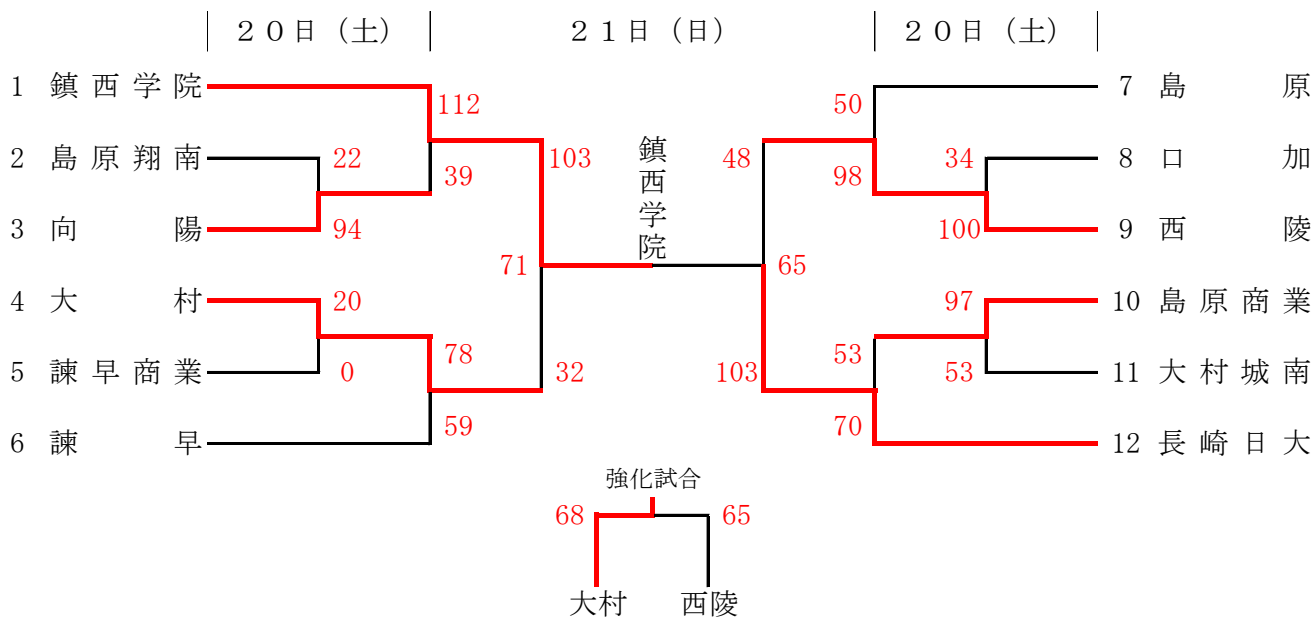 ２０日（土） ２１日（日） ２０日（土）
1 鎮西学院 112 50 7 島原
2 島原翔南 22 39 103 鎮西学院 48 98 34 8 口加
3 向陽 94 100 9 西陵
71 65
4 大村 20 97 10 島原商業
78 53
5 諫早商業 0 32 103 53 11 大村城南
6 諫早 59 70 12 長崎日大
強化試合
68 65
大村 西陵